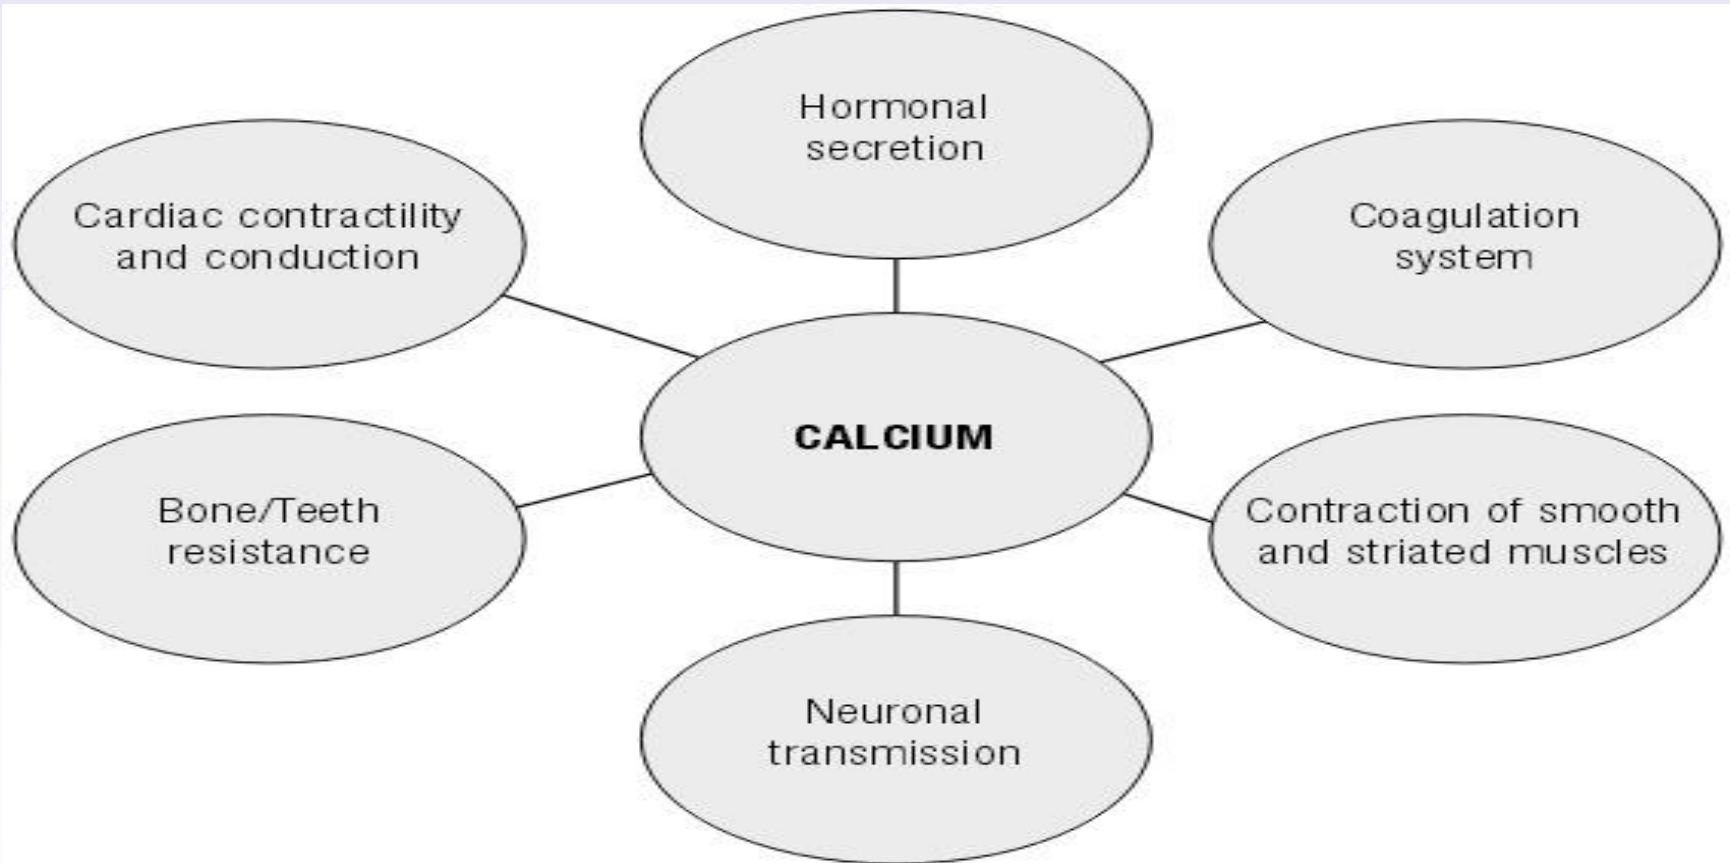 Hormonal
secretion
Cardiac contractility
and conduction
Coagulation
system
CALCIUM
Bone/Teeth
resistance
Contraction of smooth
and striated muscles
Neuronal
transmission